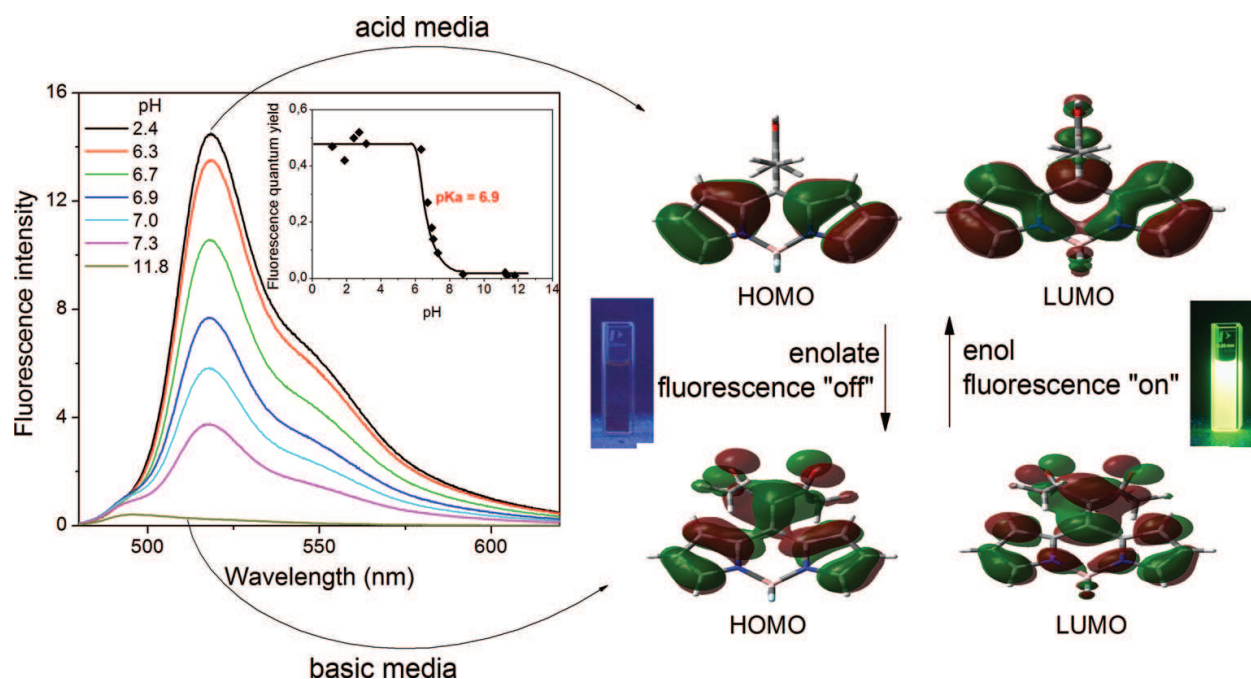 acid media
16
12
8
4
0
Fluorescence intensity
pH
2.4
6.3
6.7
6.9
7.0
7.3
11.8
0,6
0,4
0,2
0,0
Fluorescence quantum yield
pKa = 6.9
0 2 4 6 8 10 12 14
pH
500 550 600
Wavelength (nm)
basic media
HOMO
LUMO
enolate
fluorescence "off"
enol
fluorescence "on"
HOMO
LUMO